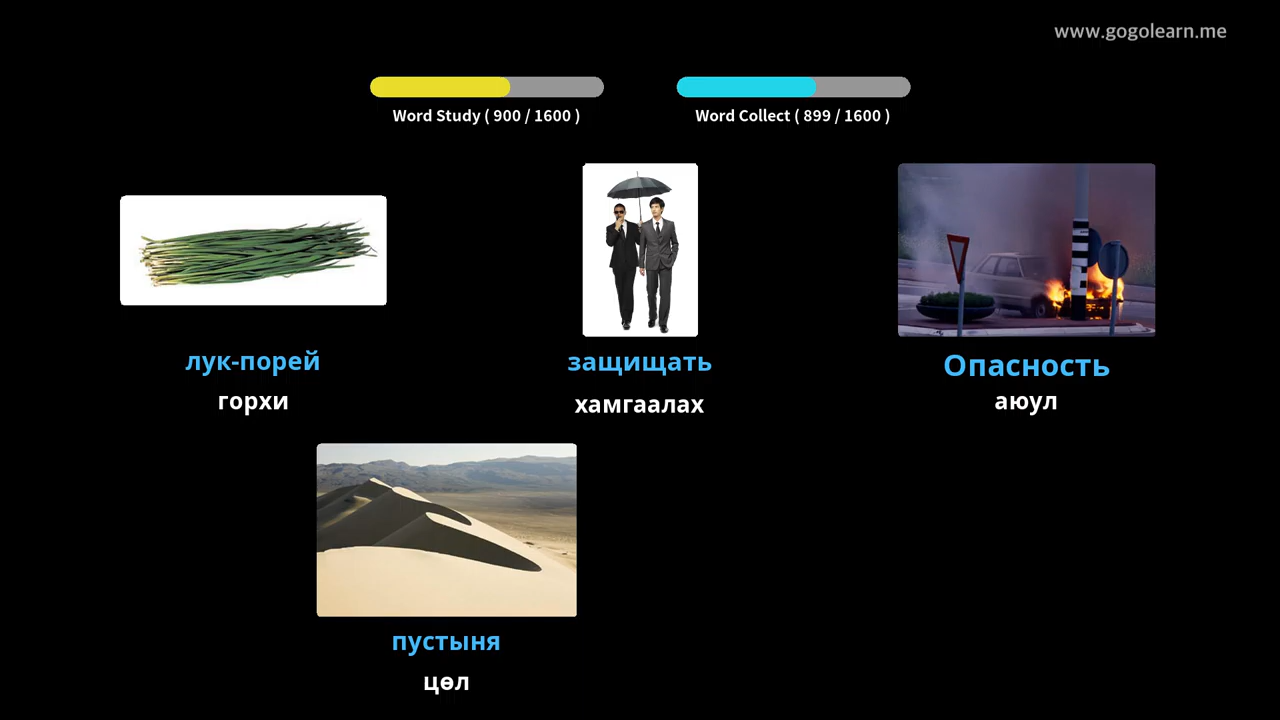 www.gogolearn.me
Word Study ( 900 / 1600 )
Word Collect ( 899 / 1600 )
лук-порей
горхи
защищать
хамгаалах
Опасность
аюул
пустыня
цөл